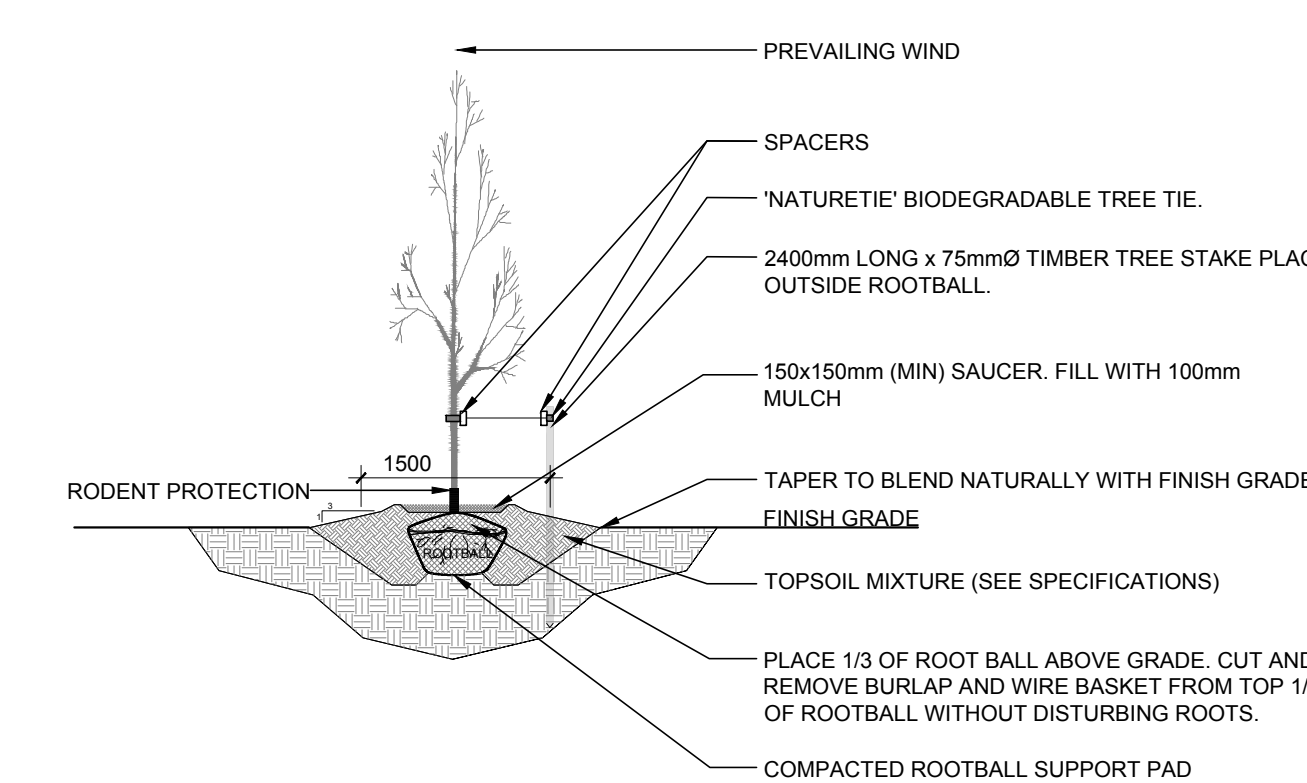 PREVAILING WIND
SPACERS
'NATURETIE' BIODEGRADABLE TREE TIE.
2400mm LONG x 75mmØ TIMBER TREE STAKE PLAC
OUTSIDE ROOTBALL.
150x150mm (MIN) SAUCER. FILL WITH 100mm
MULCH
1500
RODENT PROTECTION
3
1
TAPER TO BLEND NATURALLY WITH FINISH GRADE
FINISH GRADE
ROOTBALL
TOPSOIL MIXTURE (SEE SPECIFICATIONS)
PLACE 1/3 OF ROOT BALL ABOVE GRADE. CUT AND
REMOVE BURLAP AND WIRE BASKET FROM TOP 1/
OF ROOTBALL WITHOUT DISTURBING ROOTS.
COMPACTED ROOTBALL SUPPORT PAD